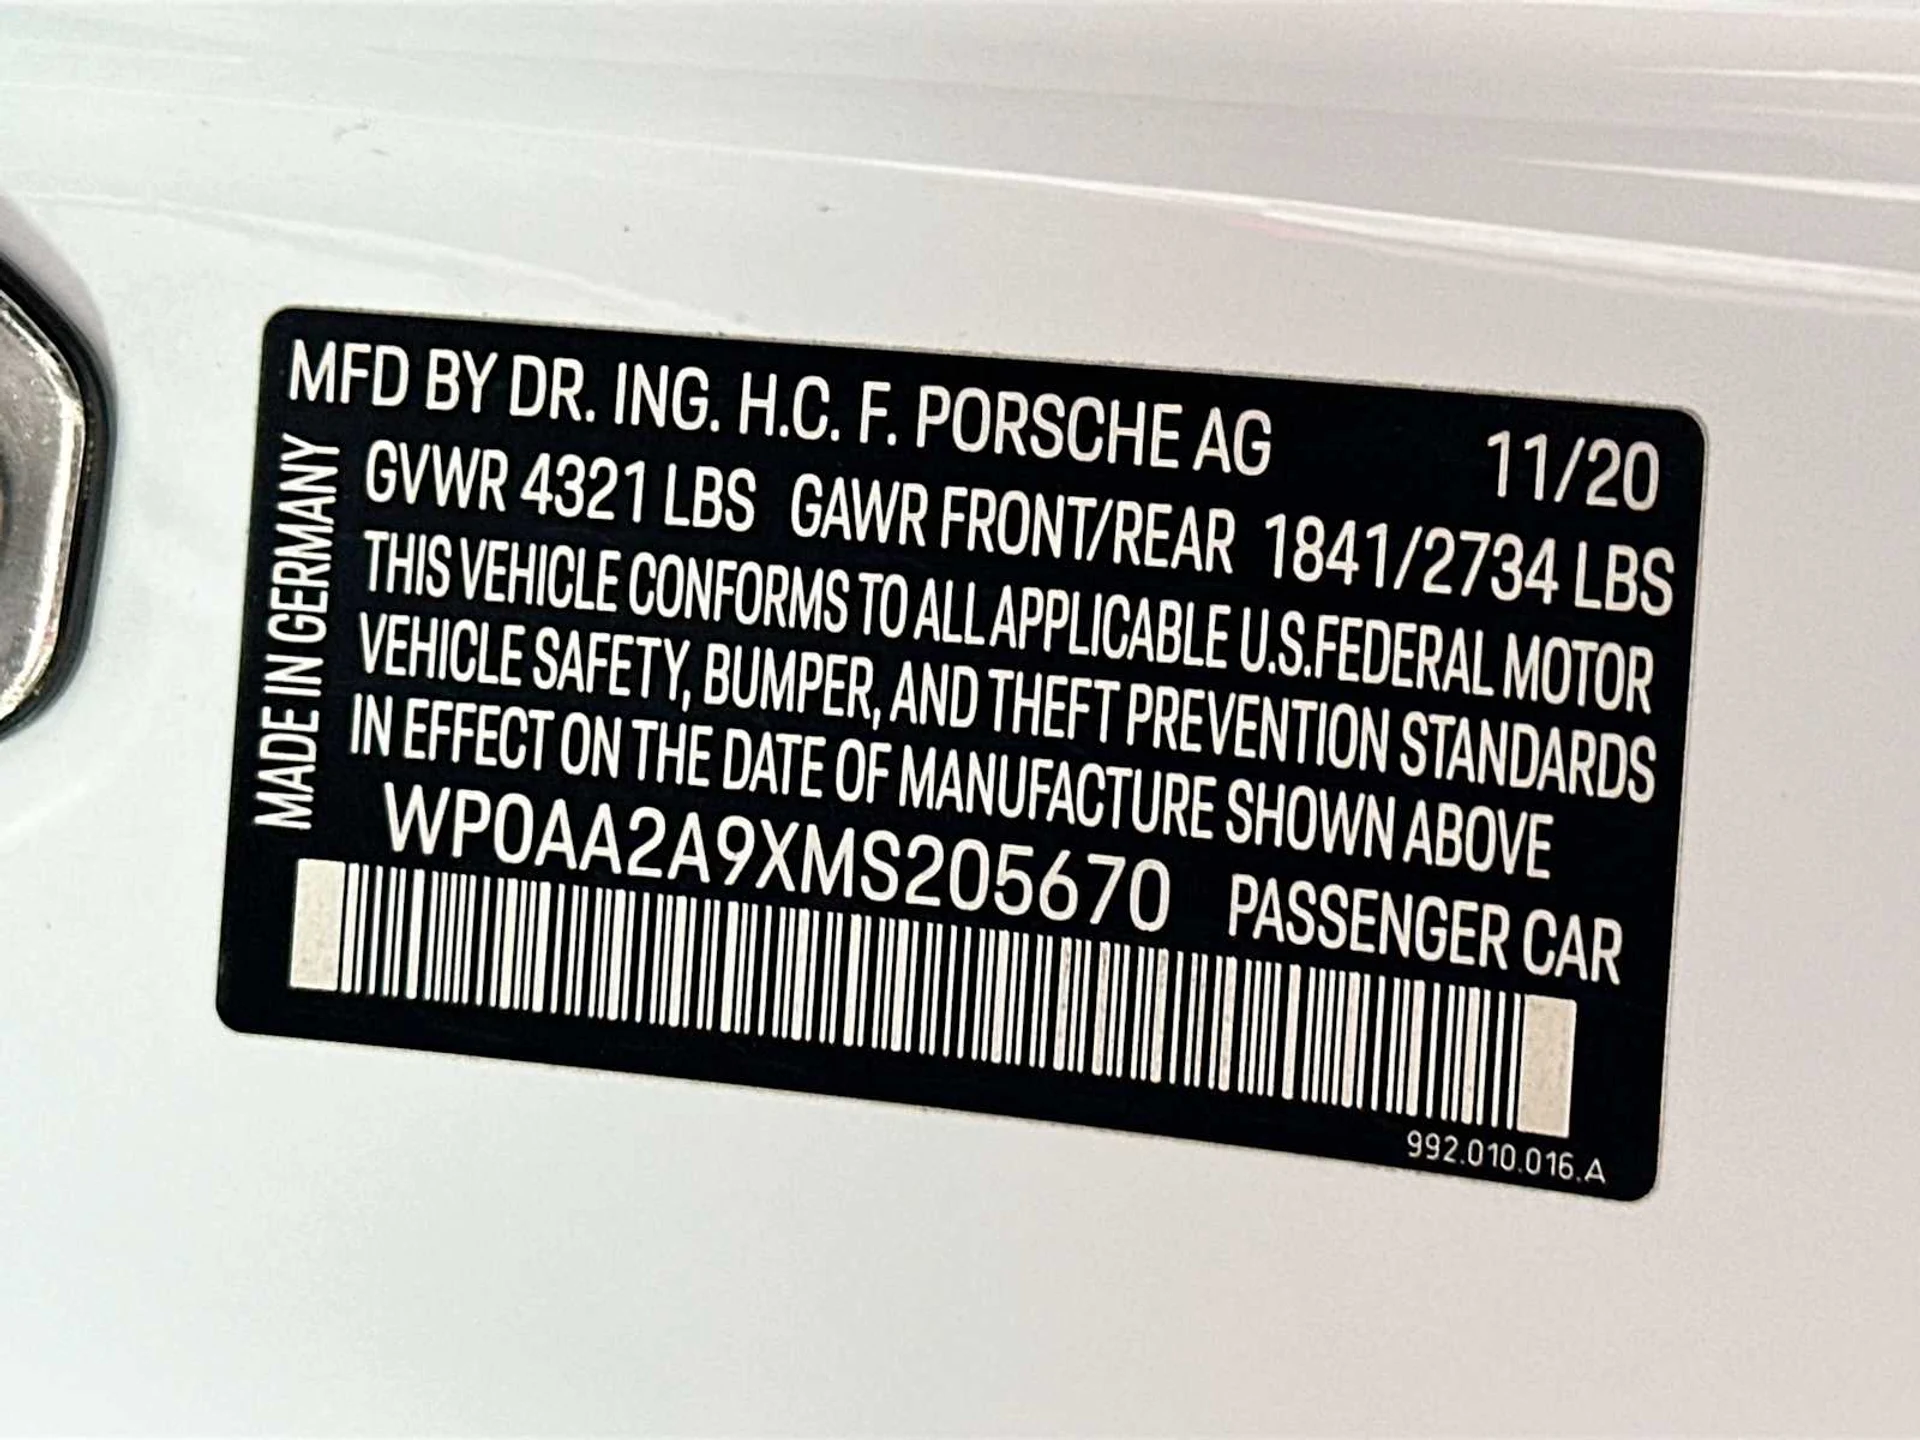 MFD BY DR. ING. H.C. F. PORSCHE AG 11/20
MADE IN GERMANY
GVWR 4321 LBS GAWR FRONT/REAR 1841/2734 LBS
THIS VEHICLE CONFORMS TO ALL APPLICABLE U.S.FEDERAL MOTOR
VEHICLE SAFETY, BUMPER, AND THEFT PREVENTION STANDARDS
IN EFFECT ON THE DATE OF MANUFACTURE SHOWN ABOVE
WP0AA2A9XMS205670 PASSENGER CAR
992.010.016.A